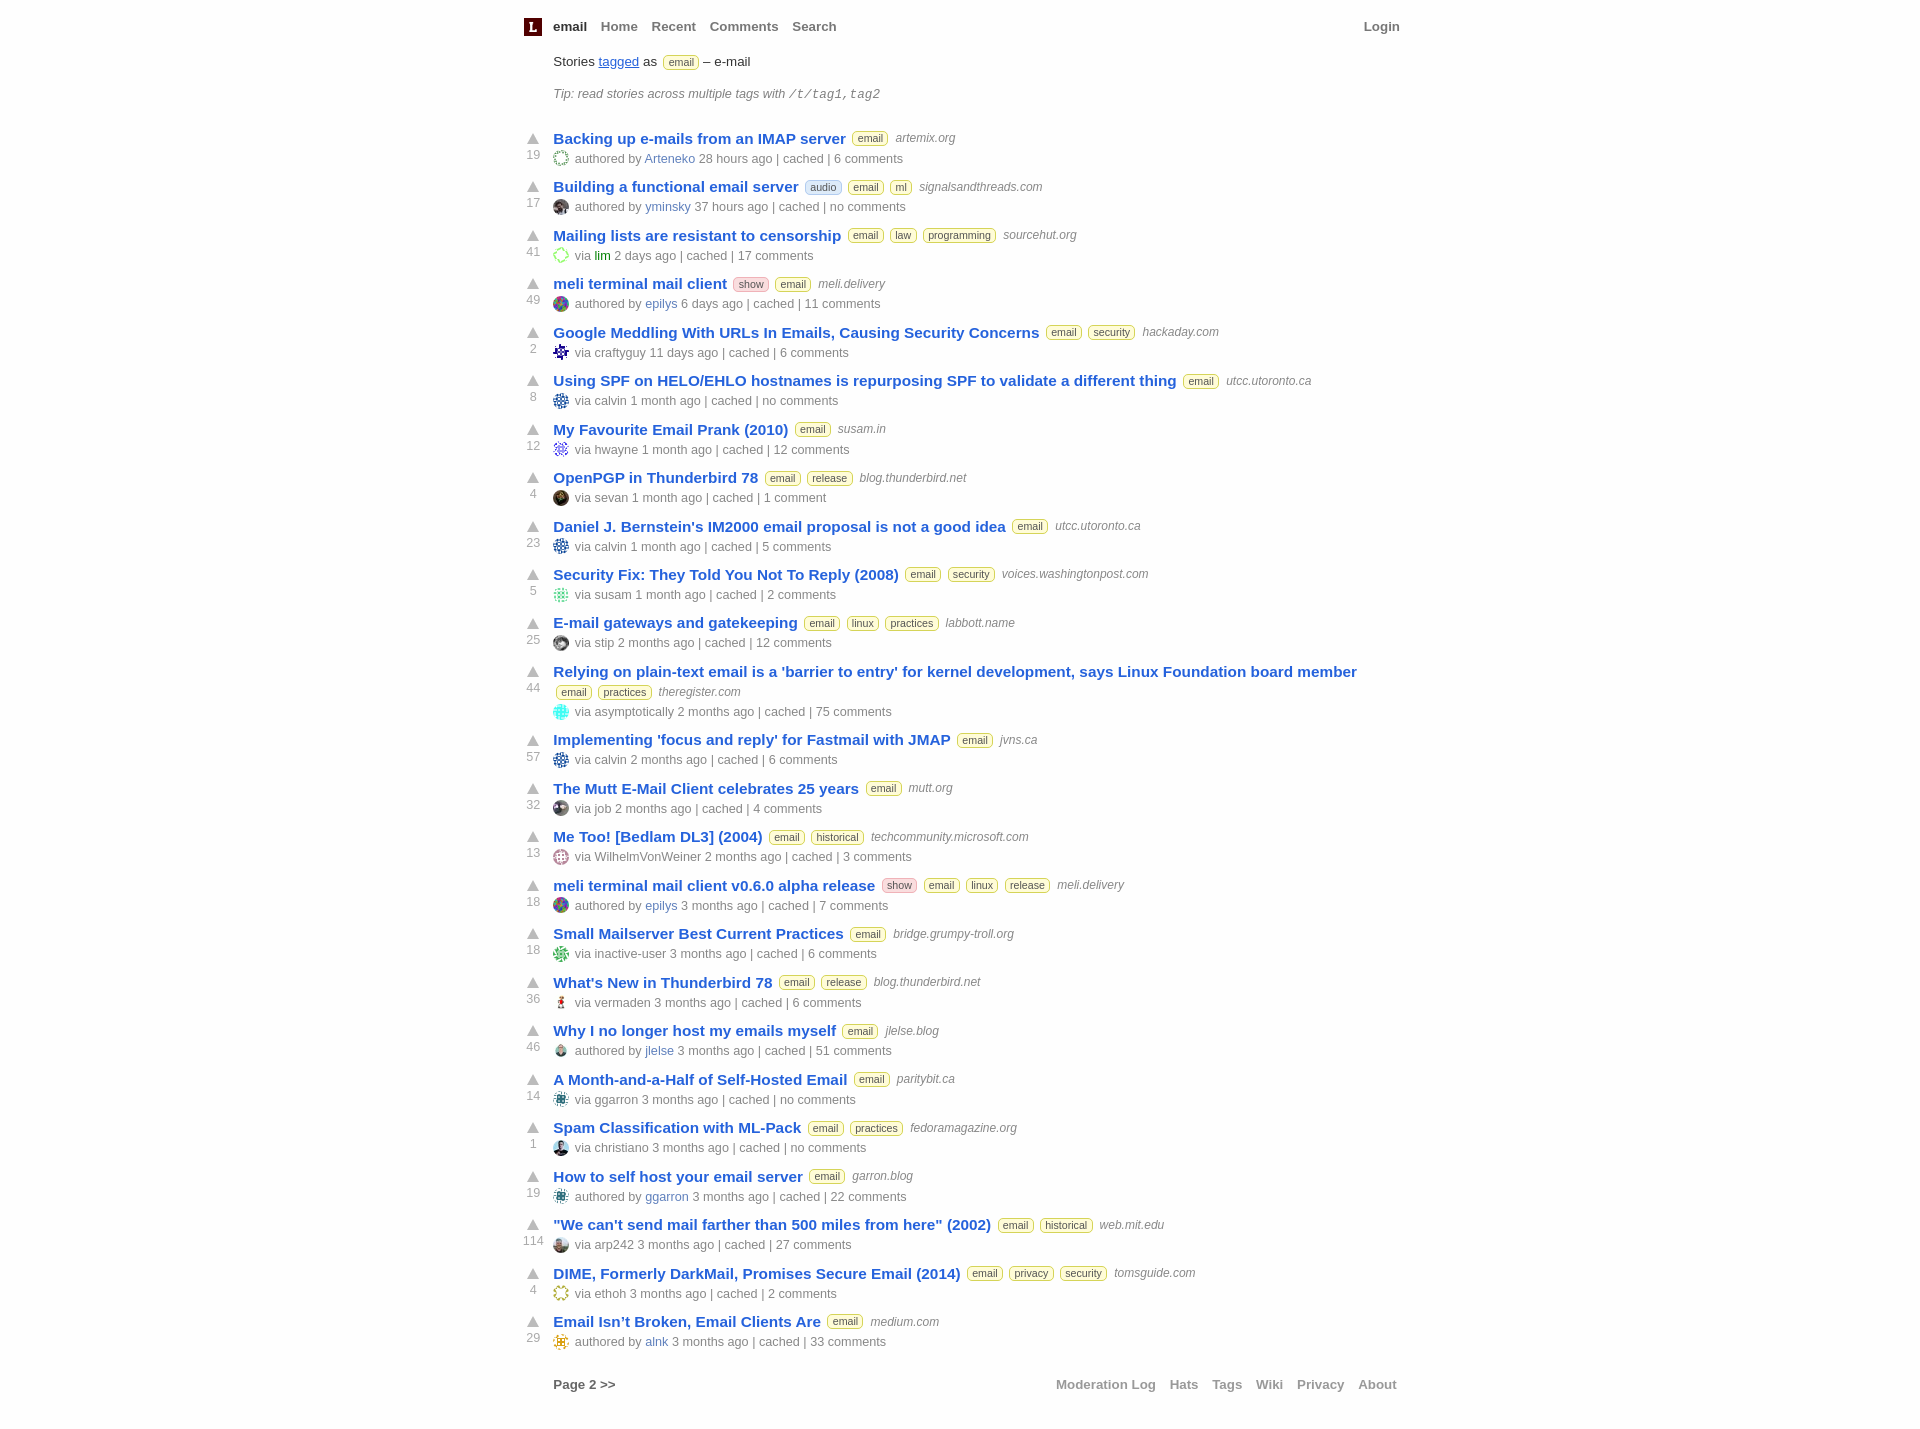 L email Home Recent Comments Search Login
Stories tagged as email – e-mail
Tip: read stories across multiple tags with /t/tag1,tag2
Backing up e-mails from an IMAP server email artemix.org
19 authored by Arteneko 28 hours ago | cached | 6 comments
Building a functional email server audio email ml signalsandthreads.com
17 authored by yminsky 37 hours ago | cached | no comments
Mailing lists are resistant to censorship email law programming sourcehut.org
41 via lim 2 days ago | cached | 17 comments
meli terminal mail client show email meli.delivery
49 authored by epilys 6 days ago | cached | 11 comments
Google Meddling With URLs In Emails, Causing Security Concerns email security hackaday.com
2 via craftyguy 11 days ago | cached | 6 comments
Using SPF on HELO/EHLO hostnames is repurposing SPF to validate a different thing email utcc.utoronto.ca
8 via calvin 1 month ago | cached | no comments
My Favourite Email Prank (2010) email susam.in
12 via hwayne 1 month ago | cached | 12 comments
OpenPGP in Thunderbird 78 email release blog.thunderbird.net
4 via sevan 1 month ago | cached | 1 comment
Daniel J. Bernstein's IM2000 email proposal is not a good idea email utcc.utoronto.ca
23 via calvin 1 month ago | cached | 5 comments
Security Fix: They Told You Not To Reply (2008) email security voices.washingtonpost.com
5 via susam 1 month ago | cached | 2 comments
E-mail gateways and gatekeeping email linux practices labbott.name
25 via stip 2 months ago | cached | 12 comments
Relying on plain-text email is a 'barrier to entry' for kernel development, says Linux Foundation board member
44 email practices theregister.com
via asymptotically 2 months ago | cached | 75 comments
Implementing 'focus and reply' for Fastmail with JMAP email jvns.ca
57 via calvin 2 months ago | cached | 6 comments
The Mutt E-Mail Client celebrates 25 years email mutt.org
32 via job 2 months ago | cached | 4 comments
Me Too! [Bedlam DL3] (2004) email historical techcommunity.microsoft.com
13 via WilhelmVonWeiner 2 months ago | cached | 3 comments
meli terminal mail client v0.6.0 alpha release show email linux release meli.delivery
18 authored by epilys 3 months ago | cached | 7 comments
Small Mailserver Best Current Practices email bridge.grumpy-troll.org
18 via inactive-user 3 months ago | cached | 6 comments
What's New in Thunderbird 78 email release blog.thunderbird.net
36 via vermaden 3 months ago | cached | 6 comments
Why I no longer host my emails myself email jlelse.blog
46 authored by jlelse 3 months ago | cached | 51 comments
A Month-and-a-Half of Self-Hosted Email email paritybit.ca
14 via ggarron 3 months ago | cached | no comments
Spam Classification with ML-Pack email practices fedoramagazine.org
1 via christiano 3 months ago | cached | no comments
How to self host your email server email garron.blog
19 authored by ggarron 3 months ago | cached | 22 comments
"We can't send mail farther than 500 miles from here" (2002) email historical web.mit.edu
114 via arp242 3 months ago | cached | 27 comments
DIME, Formerly DarkMail, Promises Secure Email (2014) email privacy security tomsguide.com
4 via ethoh 3 months ago | cached | 2 comments
Email Isn’t Broken, Email Clients Are email medium.com
29 authored by alnk 3 months ago | cached | 33 comments
Page 2 >> Moderation Log Hats Tags Wiki Privacy About